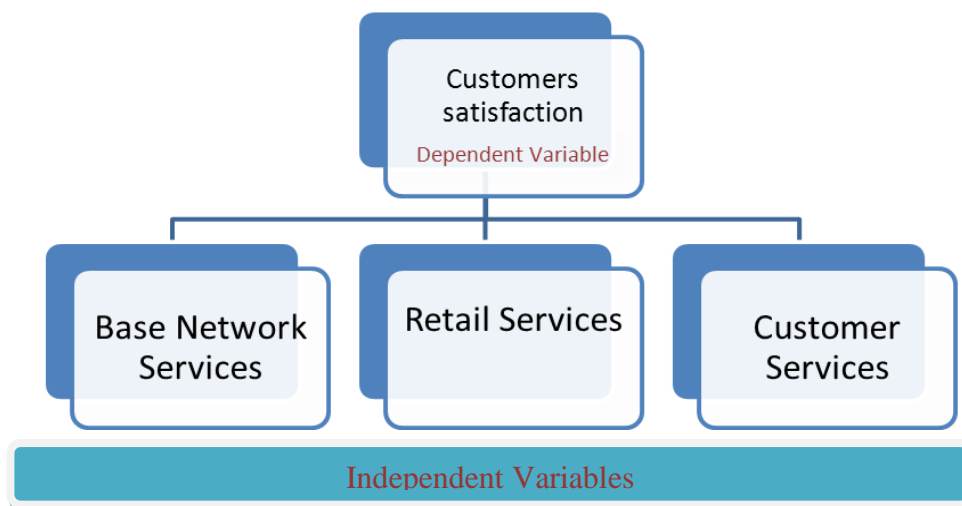 Customers
satisfaction
Dependent Variable
Base Network
Services
Retail Services
Customer
Services
Independent Variables